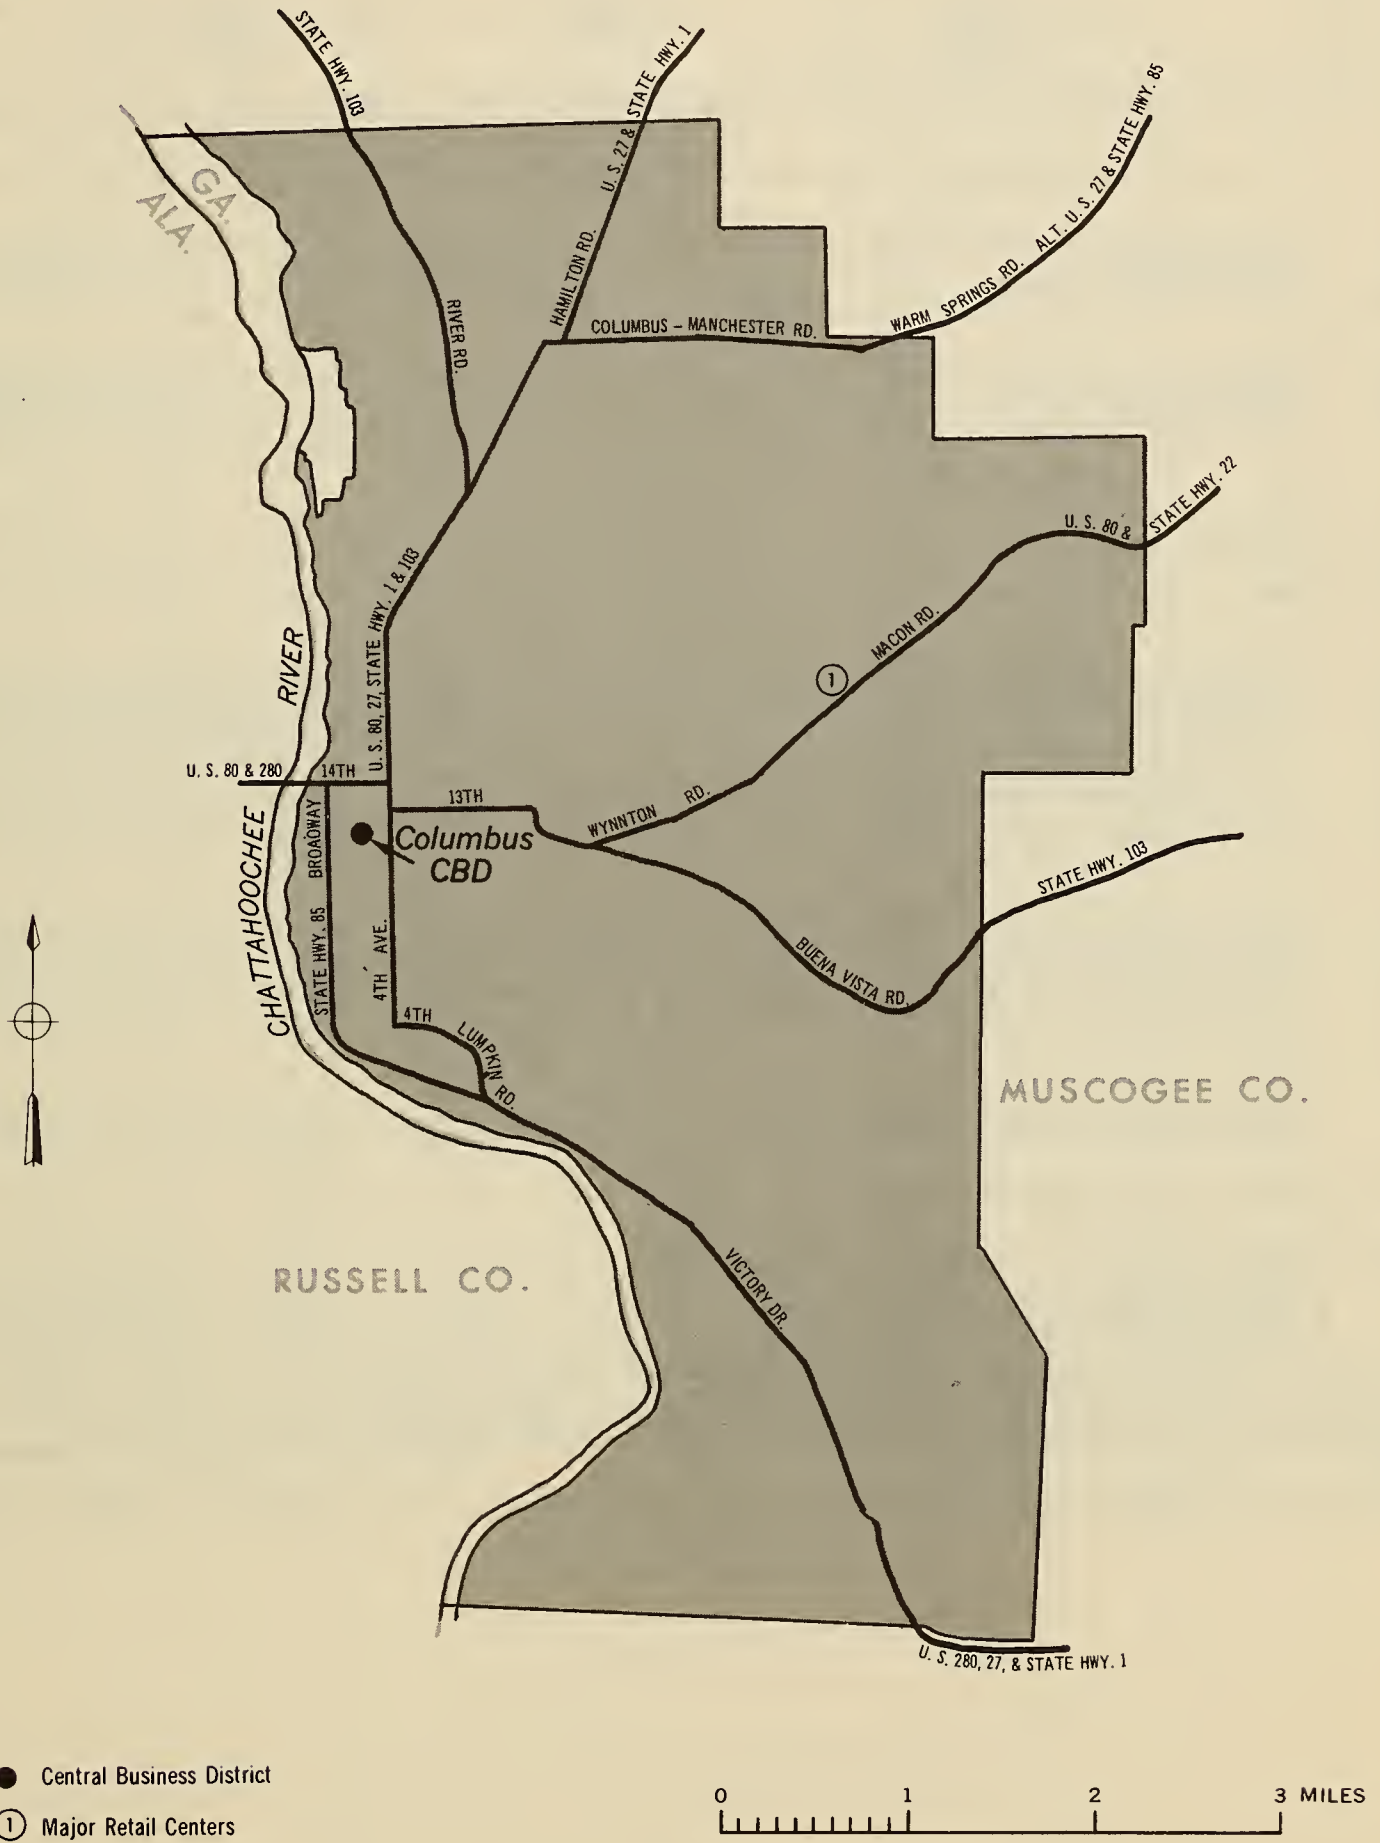 STATE HWY. 103
U. S. 27 & STATE HWY. 1
ALT. U. S. 27 & STATE HWY. 85
GA.
ALA.
HAMILTON RD.
RIVER RD.
COLUMBUS – MANCHESTER RD.
WARM SPRINGS RD.
U. S. 80 &
STATE HWY. 22
U. S. 80, 27, STATE HWY. 1 & 103
MACON RD.
1
RIVER
U. S. 80 & 280
14TH
13TH
WYNNTON RD.
BROADWAY
Columbus
CBD
CHATTAHOOCHEE
STATE HWY. 85
4TH AVE.
STATE HWY. 103
BUENA VISTA RD.
4TH
LUMPKIN RD.
MUSCOGEE CO.
RUSSELL CO.
VICTORY DR.
U. S. 280, 27, & STATE HWY. 1
Central Business District
1 Major Retail Centers
0 1 2 3 MILES